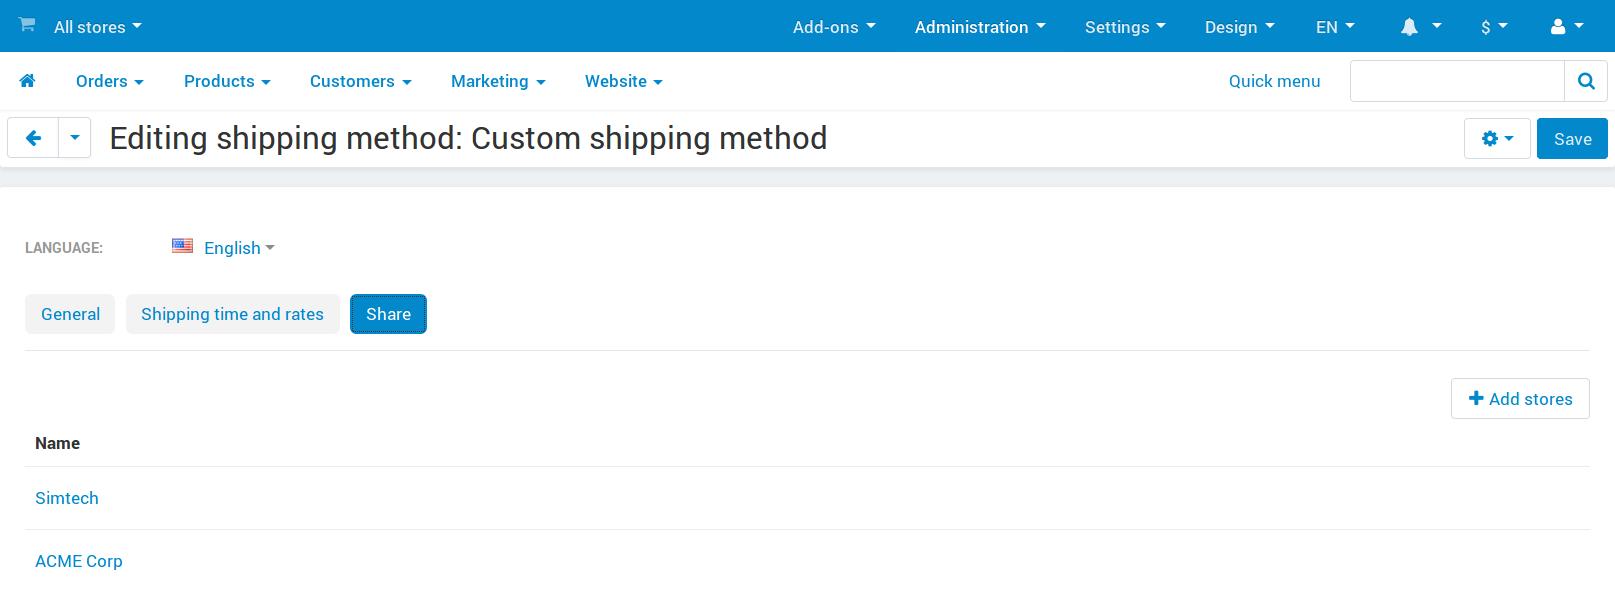 All stores Add-ons Administration Settings Design EN $
Orders Products Customers Marketing Website Quick menu
Editing shipping method: Custom shipping method Save
LANGUAGE: English
General Shipping time and rates Share
Add stores
Name
Simtech
ACME Corp